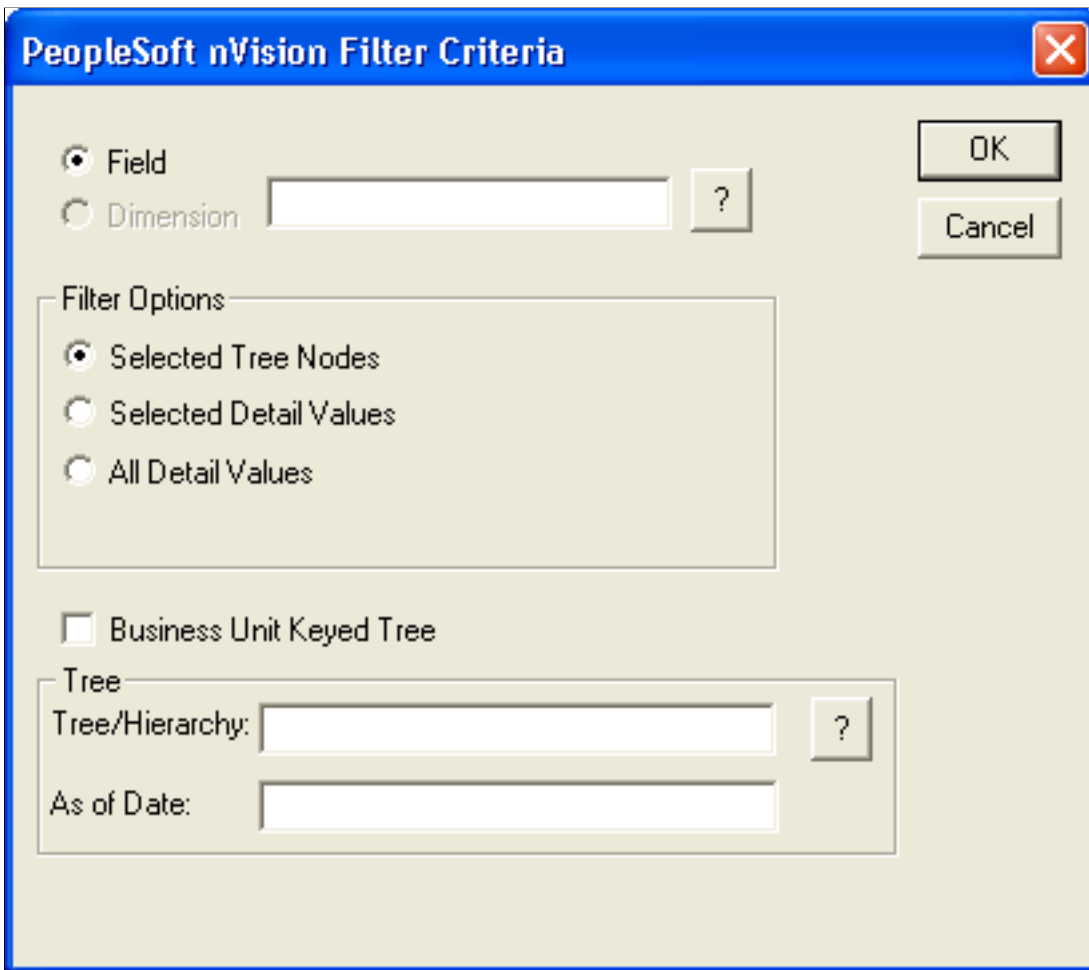 PeopleSoft nVision Filter Criteria
Field
OK
Dimension
?
Cancel
Filter Options
Selected Tree Nodes
Selected Detail Values
All Detail Values
Business Unit Keyed Tree
Tree
Tree/Hierarchy:
?
As of Date: